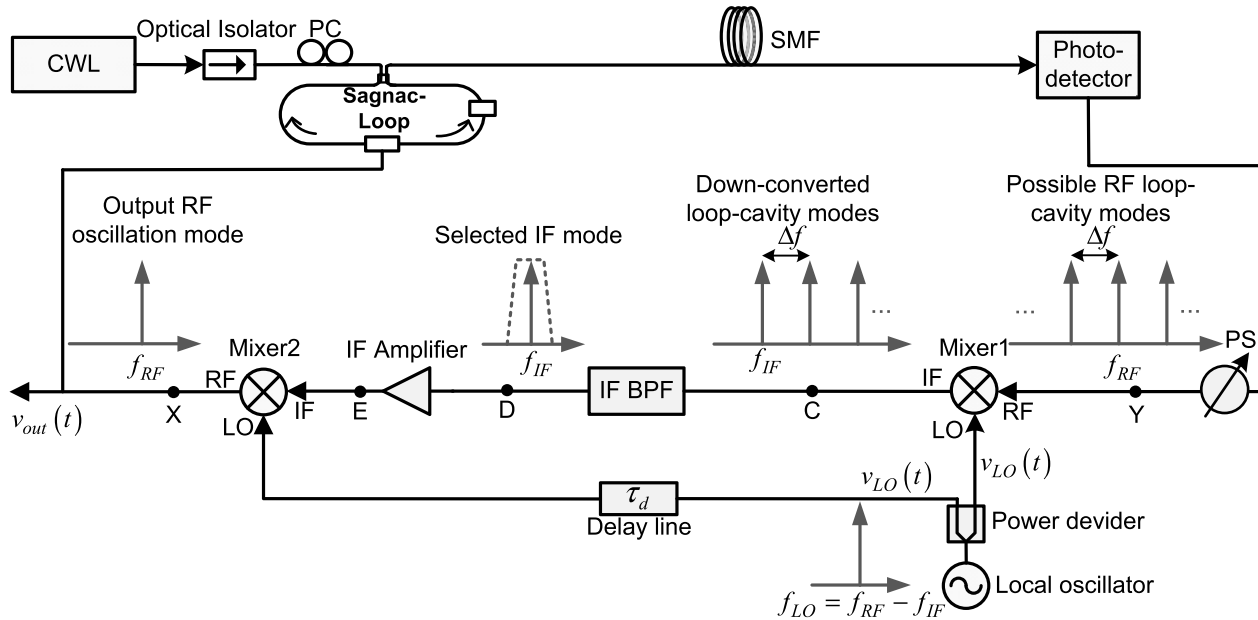 Optical Isolator
PC
CWL
SMF
Photo-
detector
Sagnac-
Loop
Output RF
oscillation mode
Selected IF mode
Down-converted
loop-cavity modes
Δf
Possible RF loop-
cavity modes
Δf
...
...
...
f_RF
Mixer2
IF Amplifier
f_IF
f_IF
Mixer1
f_RF
PS
RF
IF
E
D
IF BPF
C
IF
RF
Y
X
LO
LO
v_out(t)
v_LO(t)
v_LO(t)
τ_d
Delay line
Power devider
Local oscillator
f_LO = f_RF − f_IF